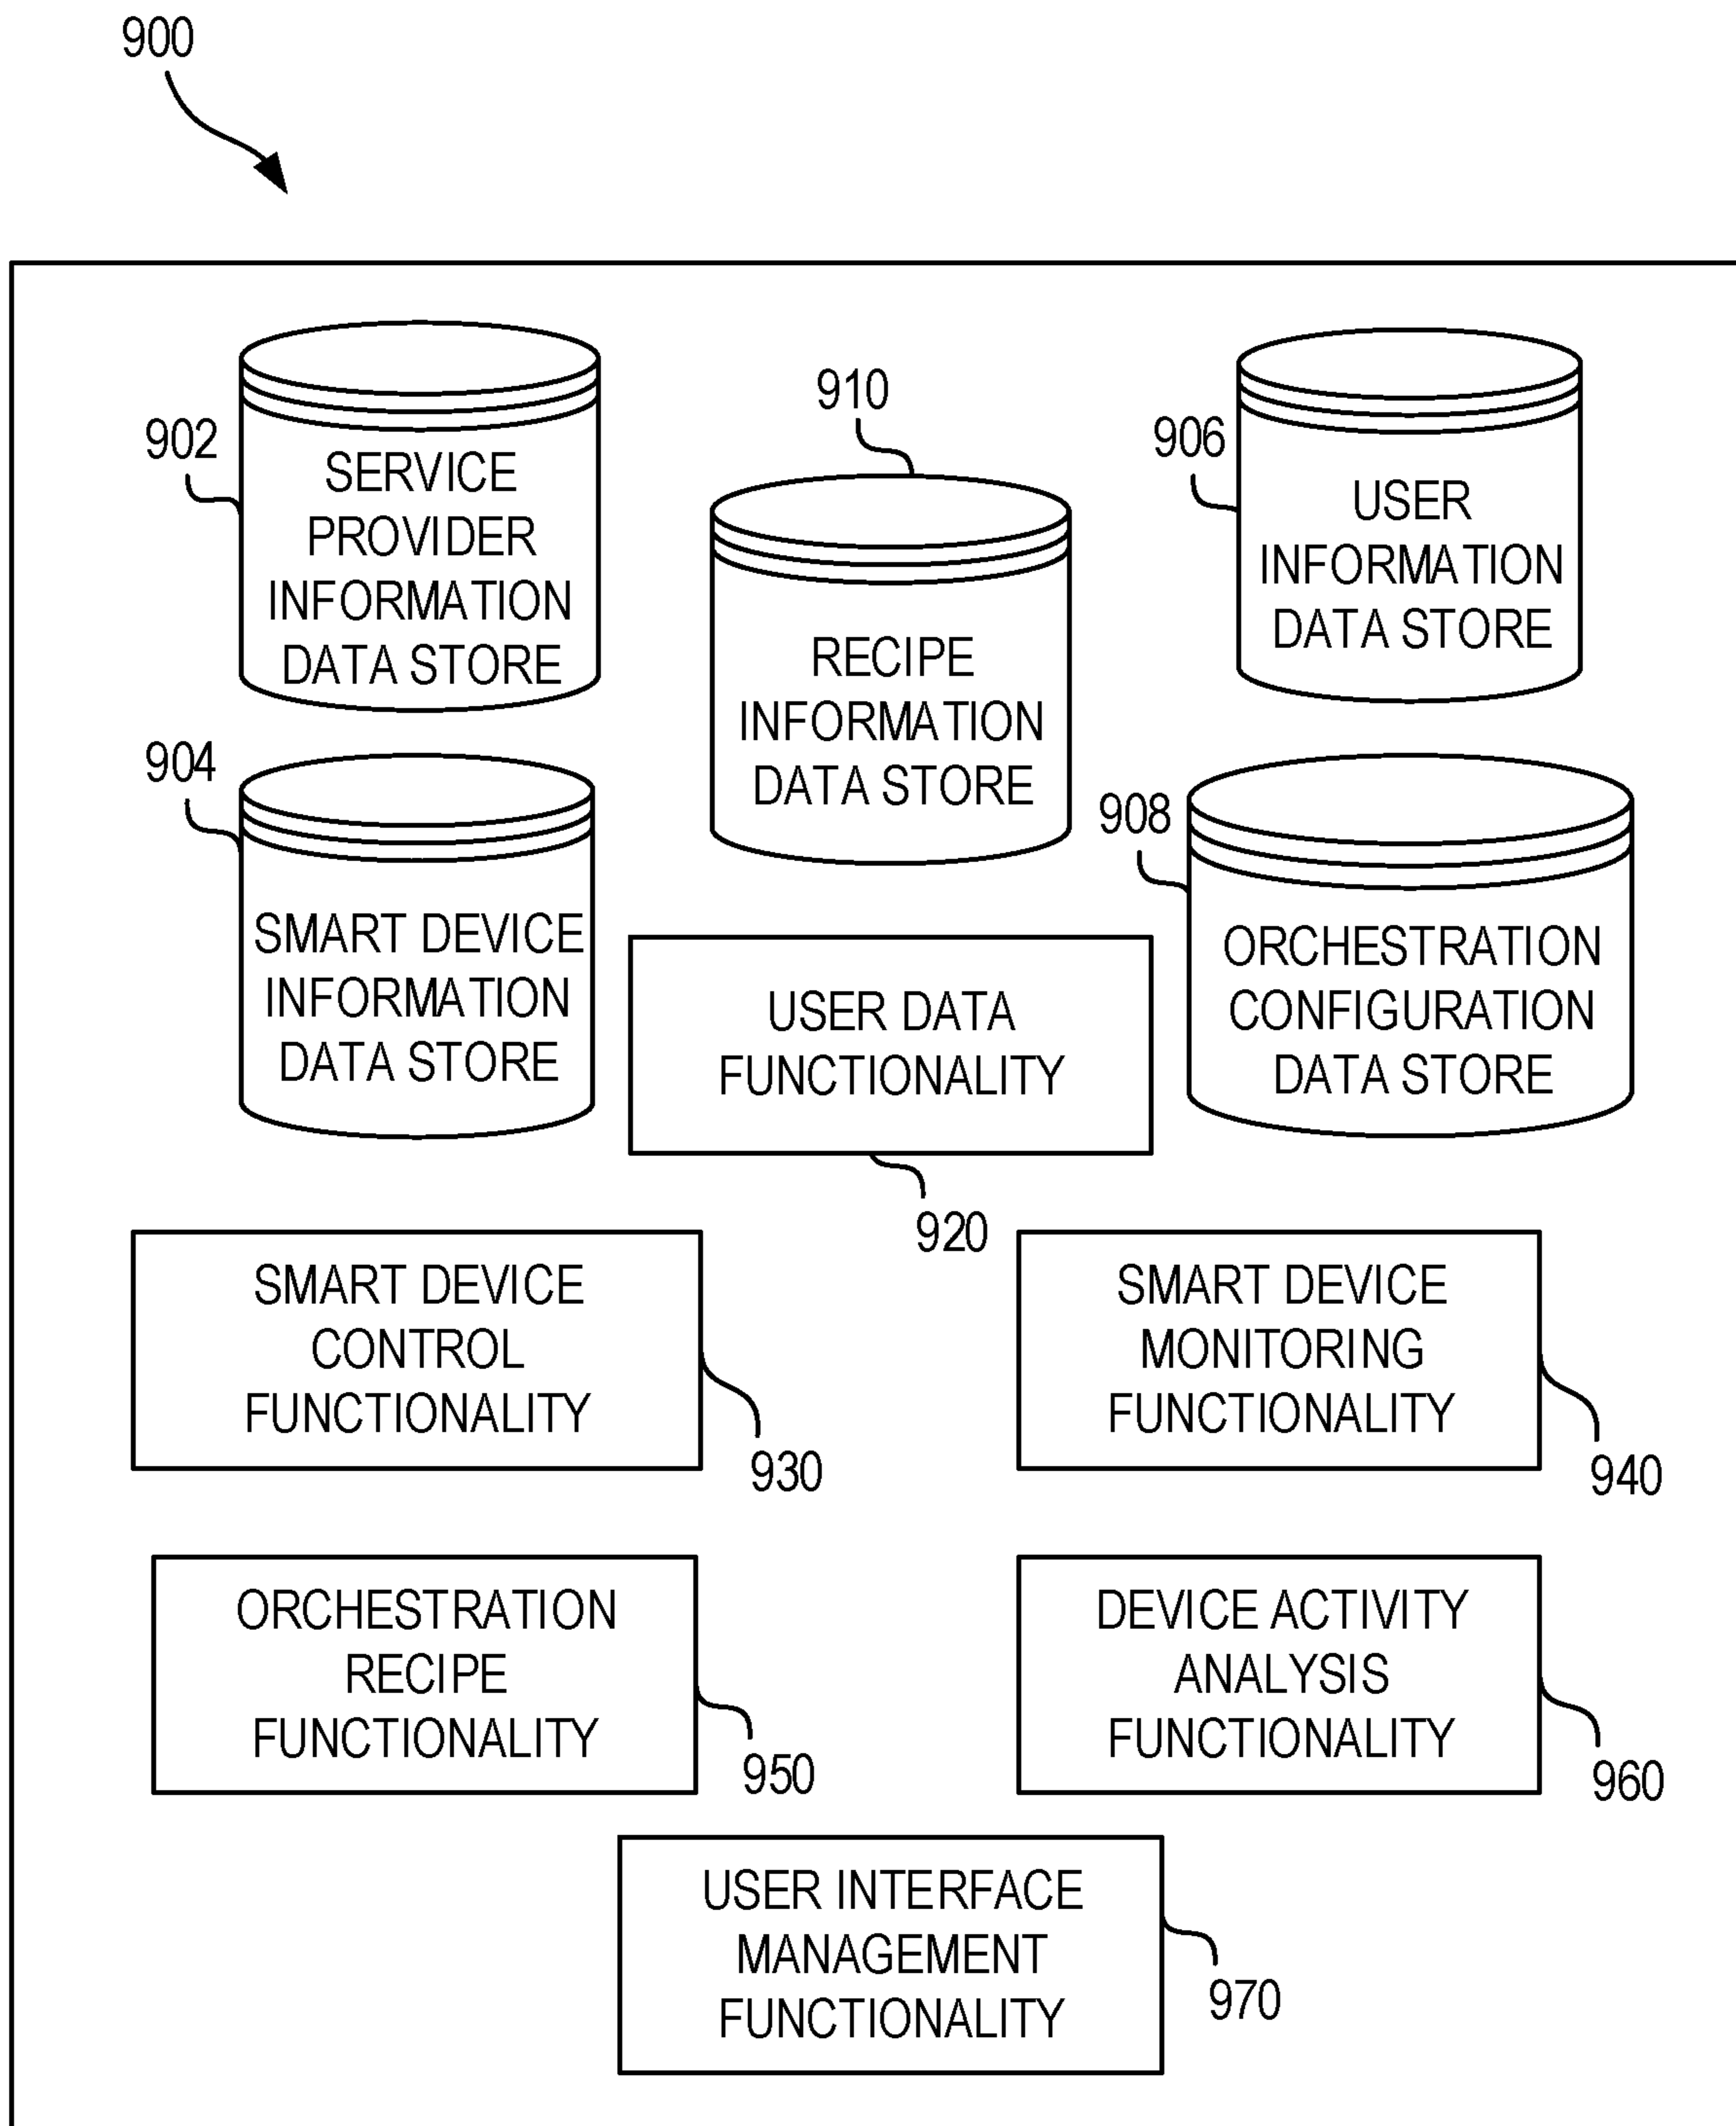 900
902
SERVICE
PROVIDER
INFORMATION
DATA STORE
910
RECIPE
INFORMATION
DATA STORE
906
USER
INFORMATION
DATA STORE
904
SMART DEVICE
INFORMATION
DATA STORE
908
ORCHESTRATION
CONFIGURATION
DATA STORE
USER DATA
FUNCTIONALITY
920
SMART DEVICE
CONTROL
FUNCTIONALITY
930
SMART DEVICE
MONITORING
FUNCTIONALITY
940
ORCHESTRATION
RECIPE
FUNCTIONALITY
950
DEVICE ACTIVITY
ANALYSIS
FUNCTIONALITY
960
USER INTERFACE
MANAGEMENT
FUNCTIONALITY
970